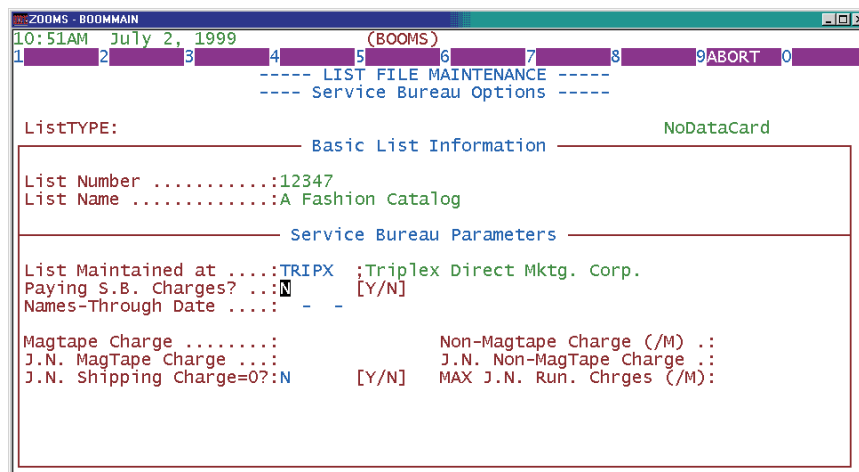 ZOOMS - BOOMMAIN
10:51AM July 2, 1999 (BOOMS)
1 2 3 4 5 6 7 8 9ABORT 0
----- LIST FILE MAINTENANCE -----
---- Service Bureau Options -----
ListTYPE: NoDataCard
Basic List Information
List Number ...........:12347
List Name .............:A Fashion Catalog
Service Bureau Parameters
List Maintained at ....:TRIPX ;Triplex Direct Mktg. Corp.
Paying S.B. Charges? ..:N [Y/N]
Names-Through Date ....: - -
Magtape Charge ........: Non-Magtape Charge (/M) .:
J.N. MagTape Charge ...: J.N. Non-MagTape Charge .:
J.N. Shipping Charge=0?:N [Y/N] MAX J.N. Run. Chrges (/M):